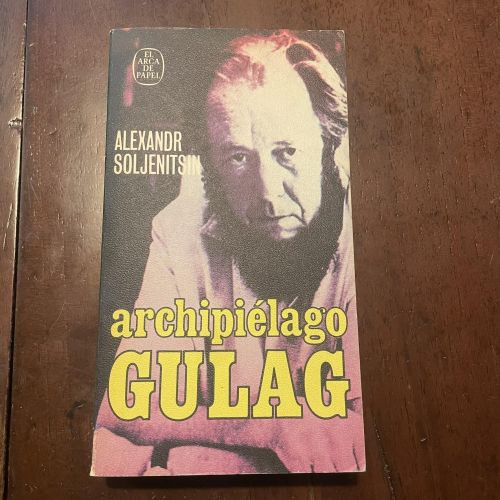 EL
ARCA
DE
PAPEL
ALEXANDR
SOLJENITSIN
archipiélago
GULAG